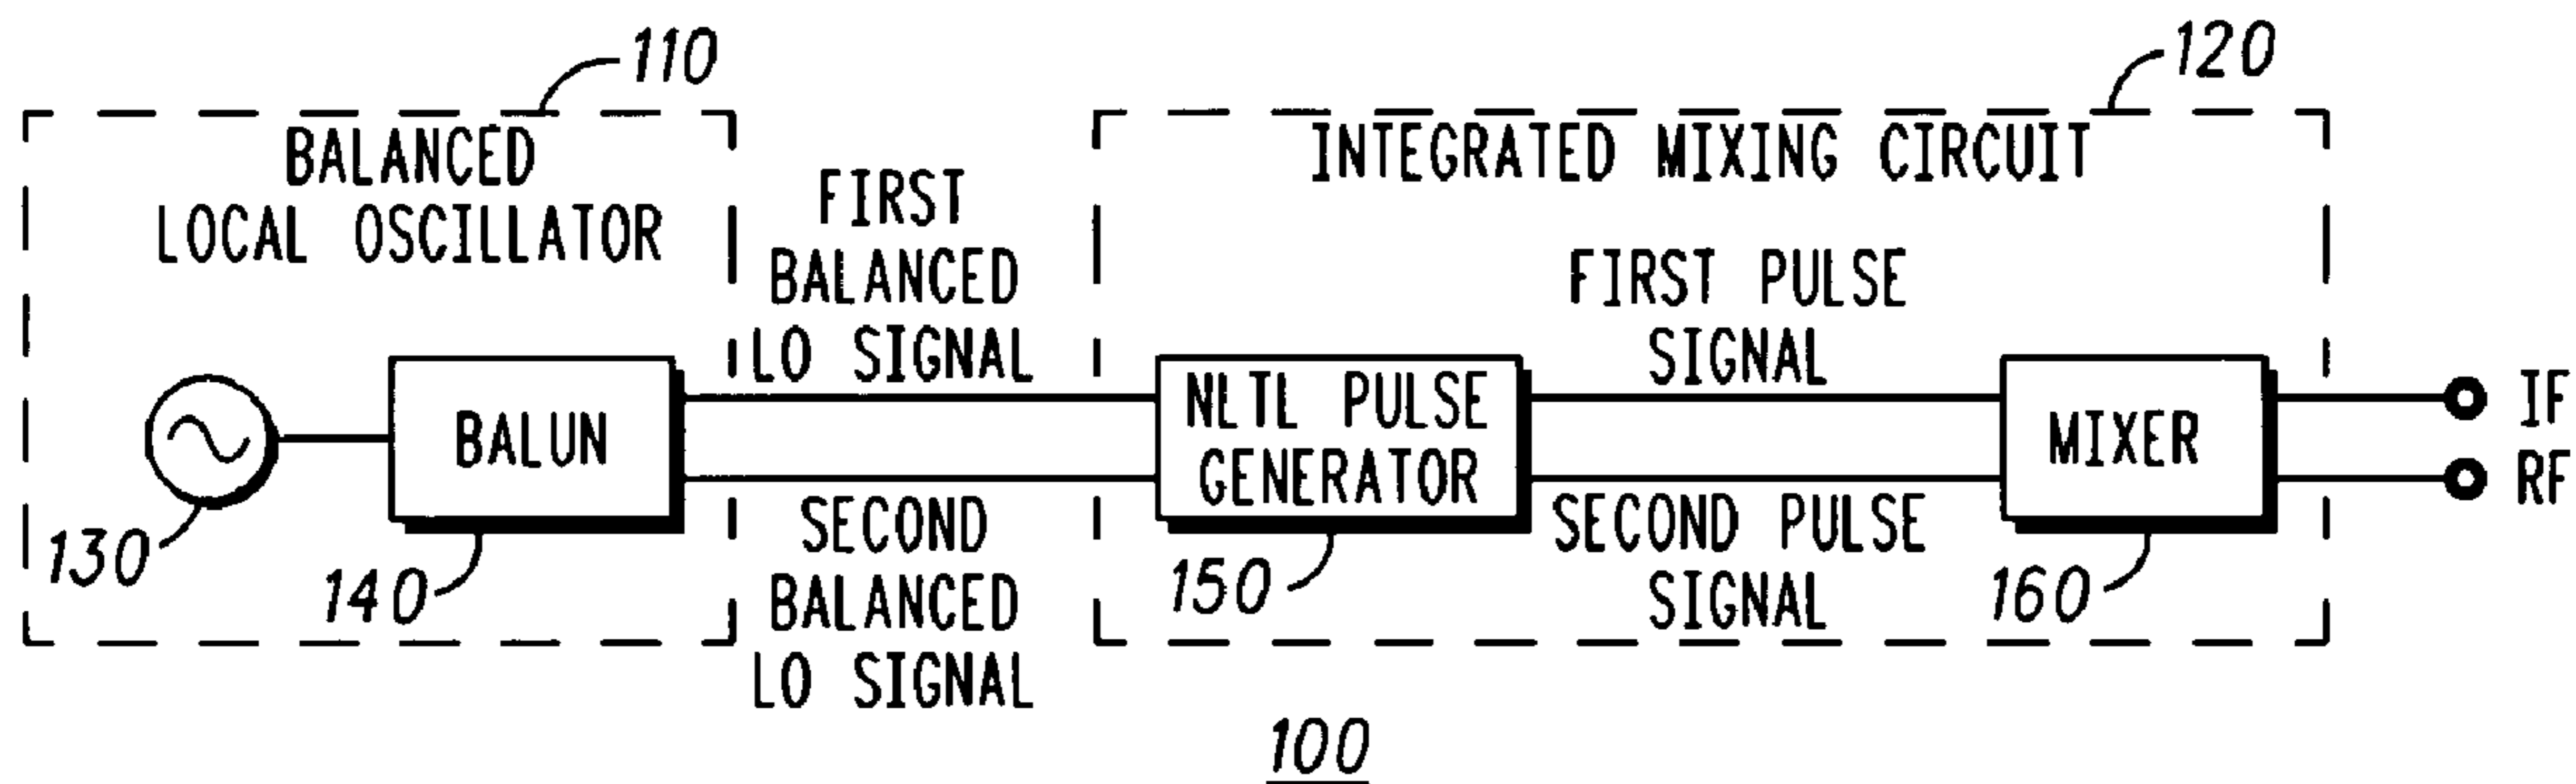 110
120
BALANCED
LOCAL OSCILLATOR
FIRST
BALANCED
LO SIGNAL
INTEGRATED MIXING CIRCUIT
FIRST PULSE
SIGNAL
BALUN
NLTL PULSE
GENERATOR
MIXER
IF
RF
130
140
SECOND
BALANCED
LO SIGNAL
150
SECOND PULSE
SIGNAL
160
100